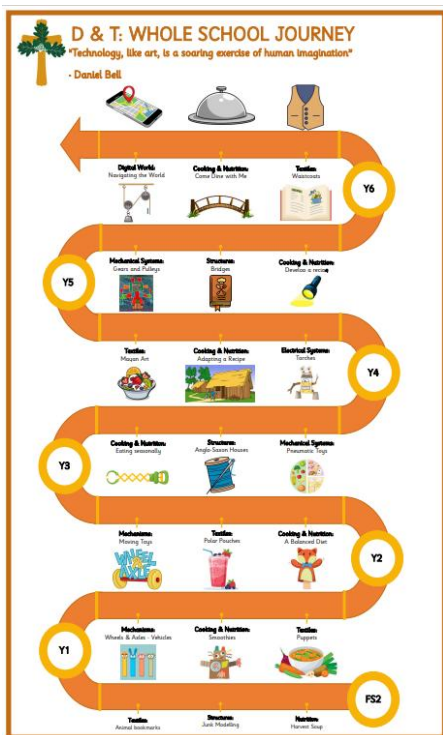 D & T: WHOLE SCHOOL JOURNEY
"Technology, like art, is a soaring exercise of human imagination"
- Daniel Bell
Digital World:
Navigating the World
Cooking & Nutrition:
Come Dine with Me
Textiles:
Waistcoats
Y6
Mechanical Systems:
Gears and Pulleys
Structures:
Bridges
Cooking & Nutrition:
Develop a recipe
Y5
Textiles:
Mayan Art
Cooking & Nutrition:
Adapting a Recipe
Electrical Systems:
Torches
Y4
Cooking & Nutrition:
Eating seasonally
Structures:
Anglo-Saxon Houses
Mechanical Systems:
Pneumatic Toys
Y3
Mechanisms:
Moving Toys
Textiles:
Polar Pouches
Cooking & Nutrition:
A Balanced Diet
Y2
WHEEL & AXLE
Mechanisms:
Wheels & Axles - Vehicles
Cooking & Nutrition:
Smoothies
Textiles:
Puppets
Y1
Textiles:
Animal bookmarks
Structures:
Junk Modelling
Nutrition:
Harvest Soup
FS2